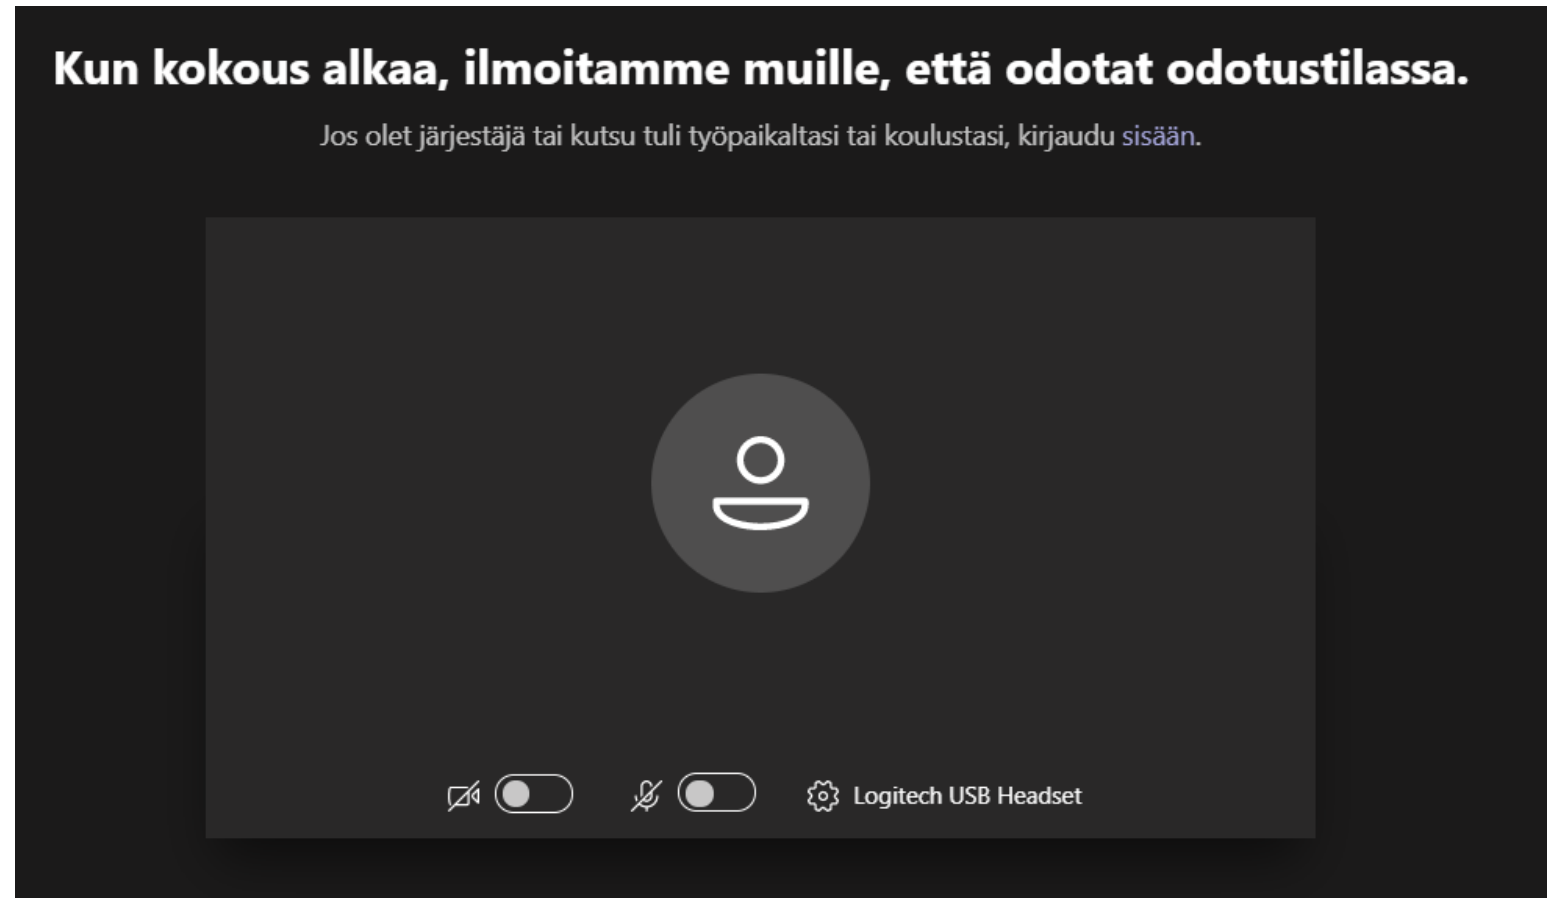 Kun kokous alkaa, ilmoitamme muille, että odotat odotustilassa.
Jos olet järjestäjä tai kutsu tuli työpaikaltasi tai koulustasi, kirjaudu sisään.
Logitech USB Headset